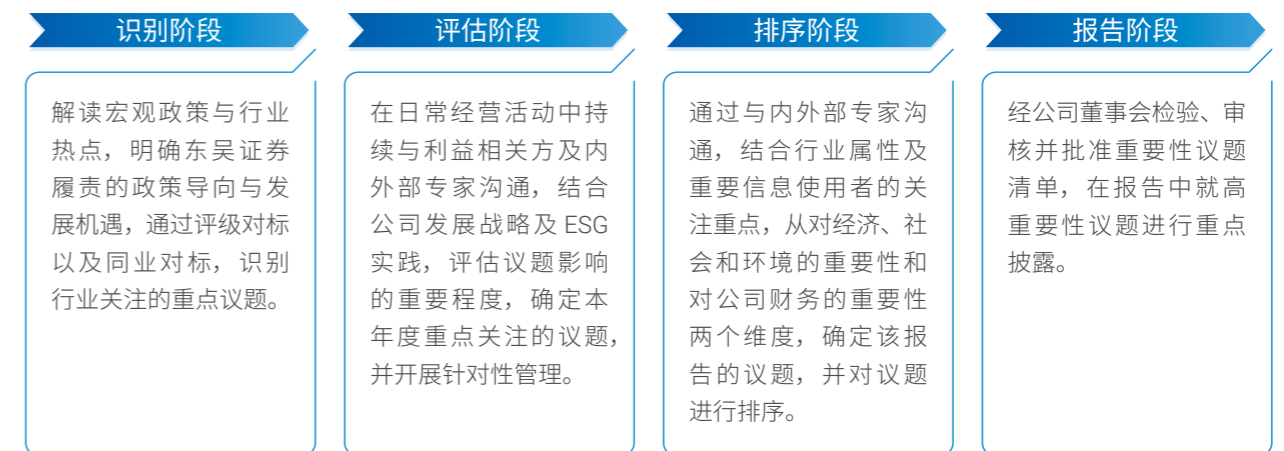 识别阶段
解读宏观政策与行业
热点，明确东吴证券
履责的政策导向与发
展机遇，通过评级对标
以及同业对标，识别
行业关注的重点议题。
评估阶段
在日常经营活动中持
续与利益相关方及内
外部专家沟通，结合
公司发展战略及 ESG
实践，评估议题影响
的重要程度，确定本
年度重点关注的议题，
并开展针对性管理。
排序阶段
通过与内外部专家沟
通，结合行业属性及
重要信息使用者的关
注重点，从对经济、社
会和环境的重要性和
对公司财务的重要性
两个维度，确定该报
告的议题，并对议题
进行排序。
报告阶段
经公司董事会检验、审
核并批准重要性议题
清单，在报告中就高
重要性议题进行重点
披露。